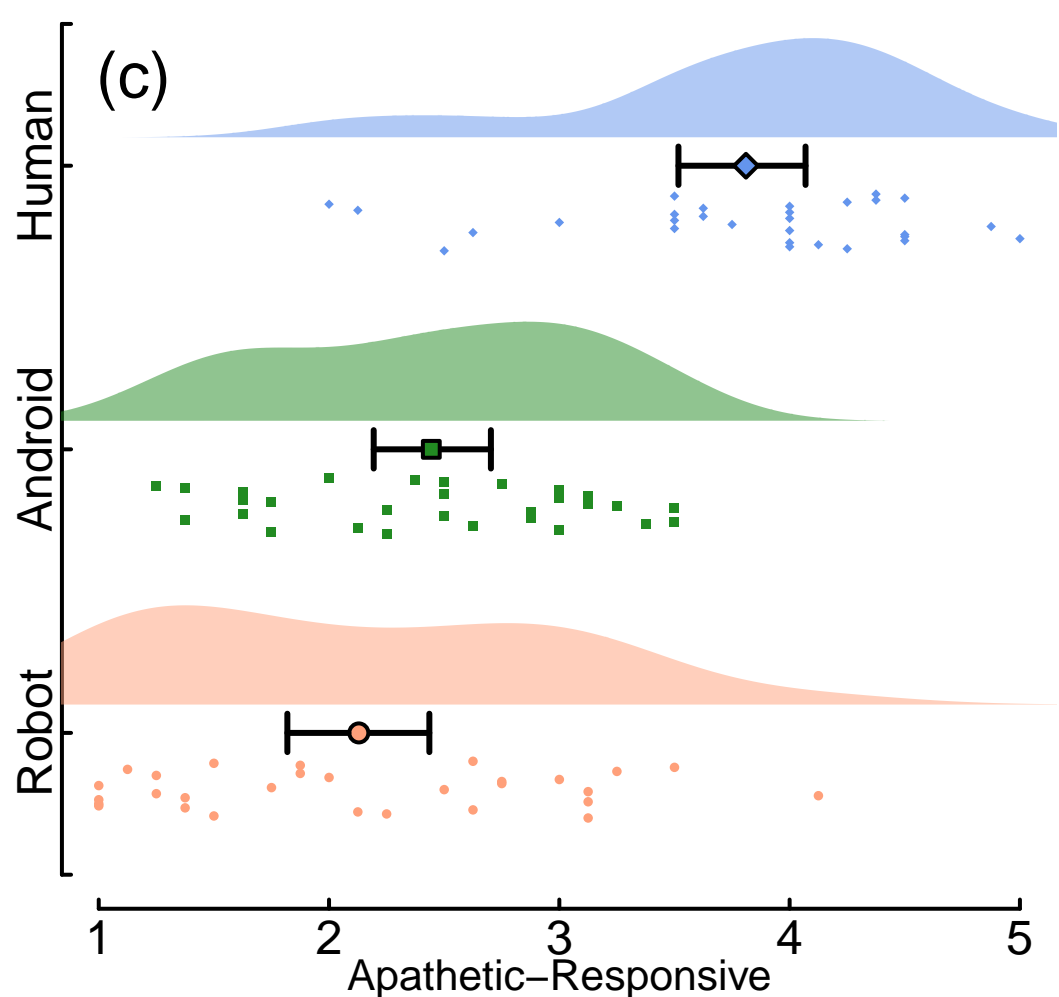 (c)
Human
Android
Robot
1 2 3 4 5
Apathetic−Responsive